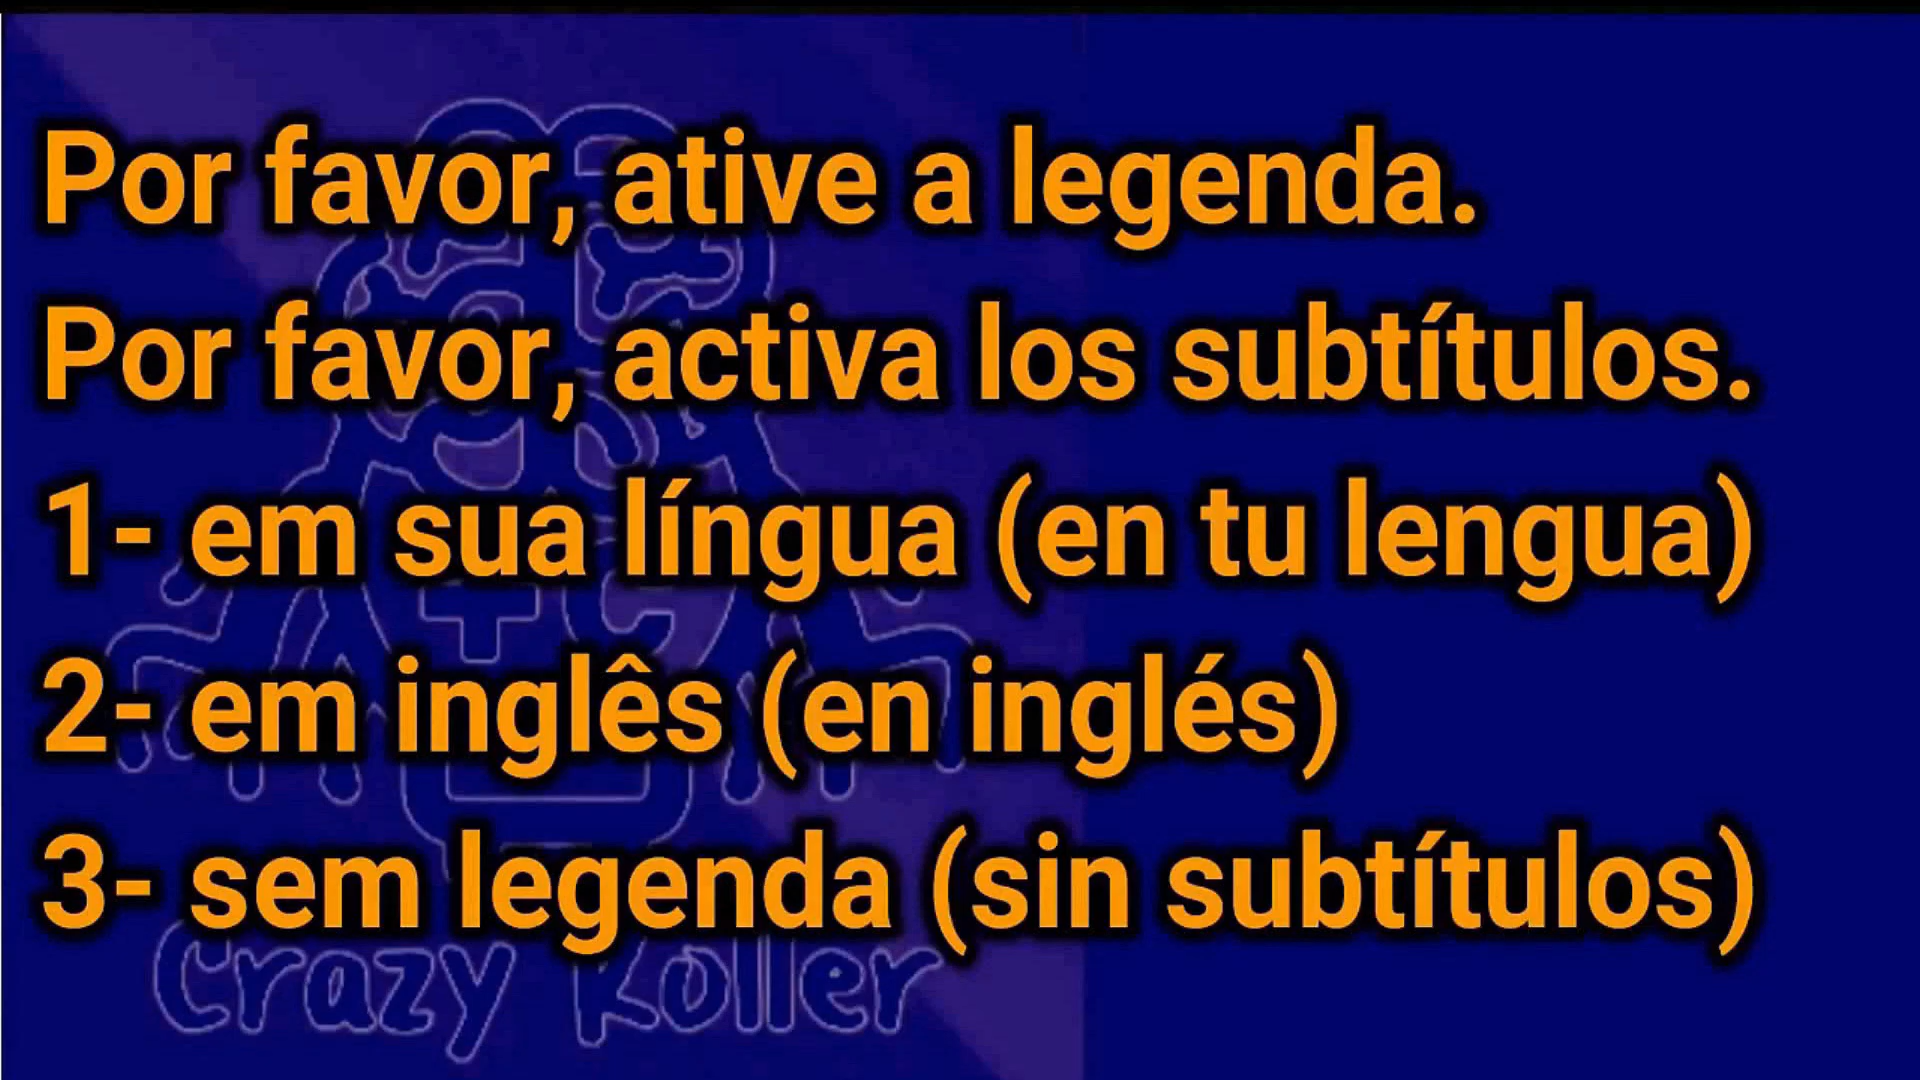 Por favor, ative a legenda.
Por favor, activa los subtítulos.
1- em sua língua (en tu lengua)
2- em inglês (en inglés)
3- sem legenda (sin subtítulos)
Crazy Koller